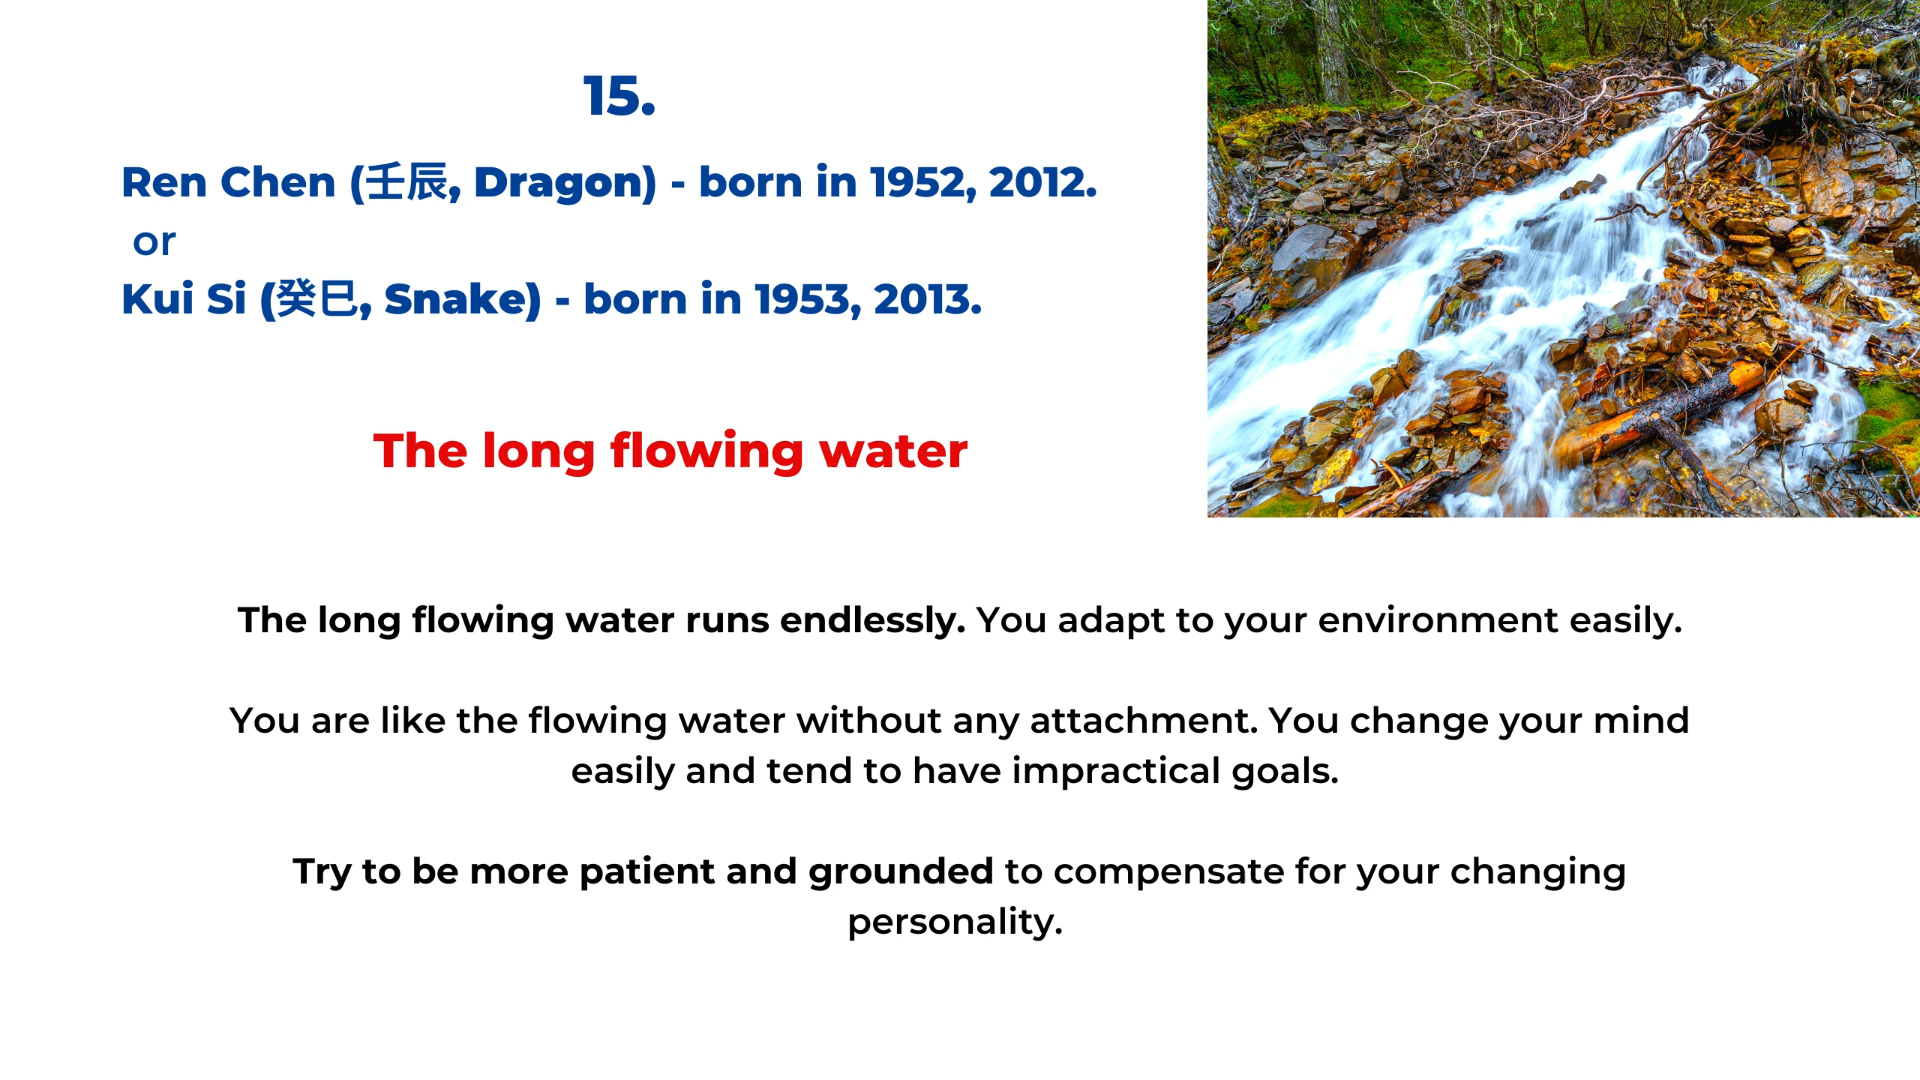 15.
Ren Chen (壬辰, Dragon) - born in 1952, 2012.
or
Kui Si (癸巳, Snake) - born in 1953, 2013.
The long flowing water
The long flowing water runs endlessly. You adapt to your environment easily.
You are like the flowing water without any attachment. You change your mind
easily and tend to have impractical goals.
Try to be more patient and grounded to compensate for your changing
personality.